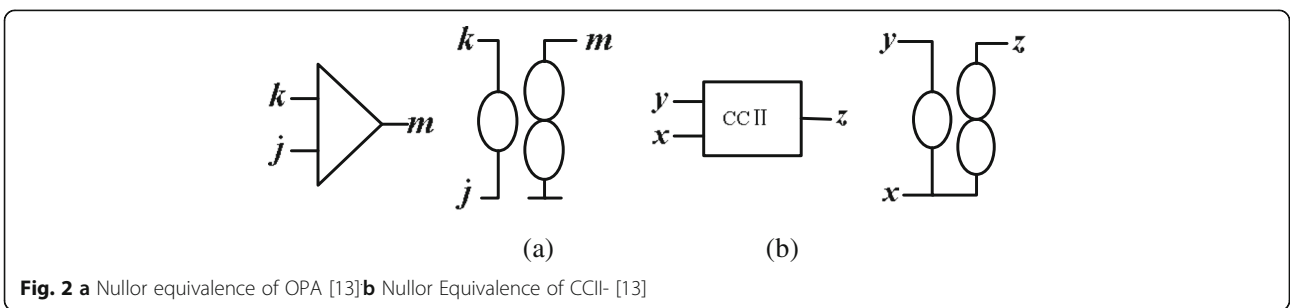 k
j
m
k
m
j
y
x
CCII
z
y
z
x
(a)
(b)
Fig. 2 a Nullor equivalence of OPA [13]·b Nullor Equivalence of CCII- [13]